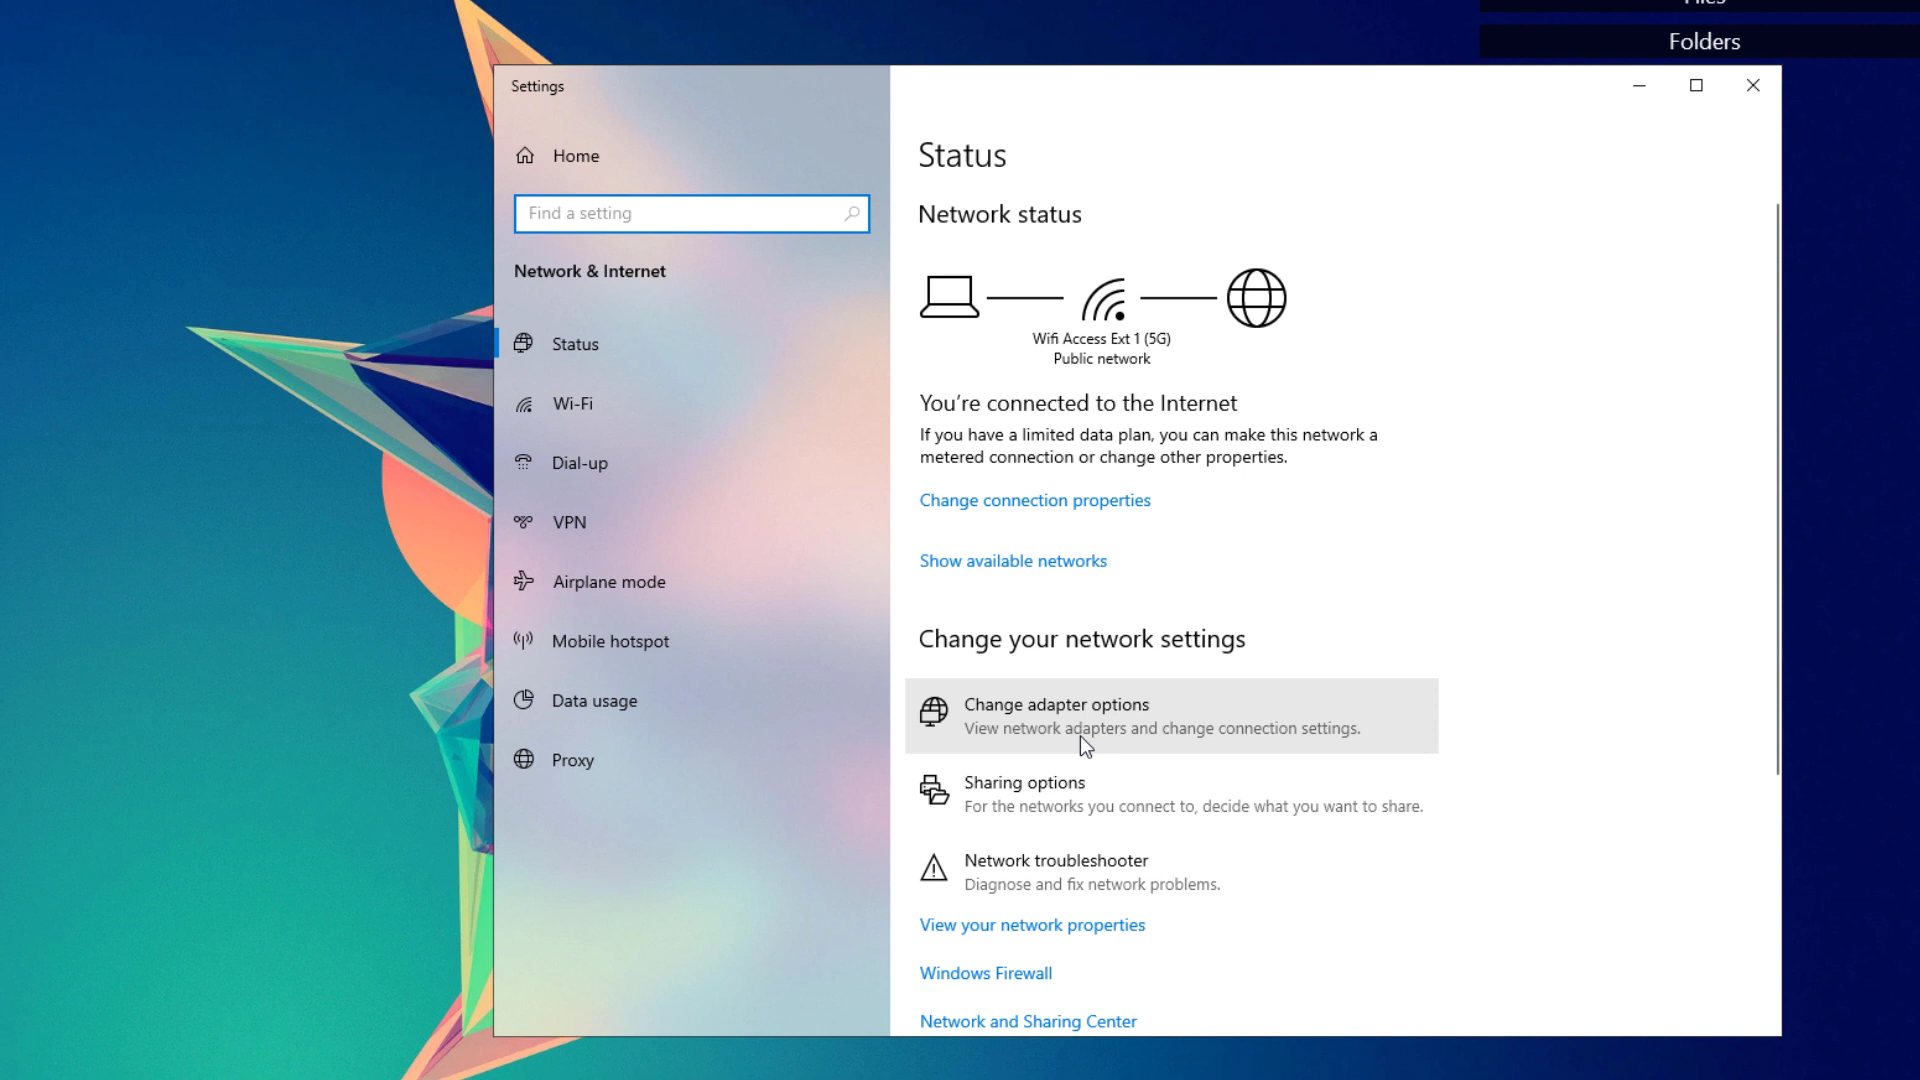 Folders
Settings
Home
Find a setting
Network & Internet
Status
Wi-Fi
Dial-up
VPN
Airplane mode
Mobile hotspot
Data usage
Proxy
Status
Network status
Wifi Access Ext 1 (5G)
Public network
You're connected to the Internet
If you have a limited data plan, you can make this network a
metered connection or change other properties.
Change connection properties
Show available networks
Change your network settings
Change adapter options
View network adapters and change connection settings.
Sharing options
For the networks you connect to, decide what you want to share.
Network troubleshooter
Diagnose and fix network problems.
View your network properties
Windows Firewall
Network and Sharing Center